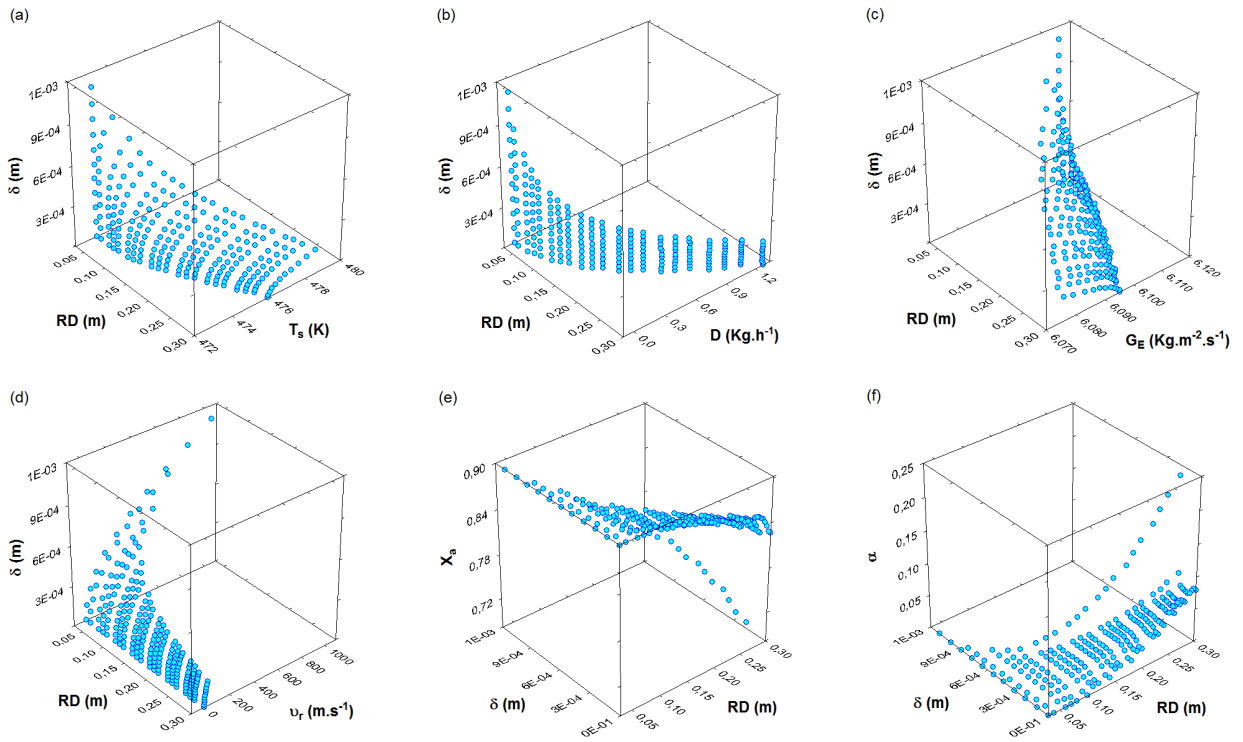 (a)
1E-03
9E-04
6E-04
3E-04
δ (m)
0.05
0,10
0,15
0.20
0.25
0,30
RD (m)
472
474
476
478
480
Tₛ (K)
(b)
1E-03
9E-04
6E-04
3E-04
δ (m)
0.05
0.10
0.15
0.20
0.25
0.30
RD (m)
0,0
0,3
0,6
0,9
1,2
D (Kg.h⁻¹)
(c)
1E-03
9E-04
6E-04
3E-04
δ (m)
0.05
0.10
0.15
0.20
0.25
0.30
RD (m)
6,070
6,080
6,090
6,100
6,110
6,120
G_E (Kg.m⁻².s⁻¹)
(d)
1E-03
9E-04
6E-04
3E-04
δ (m)
0.05
0.10
0.15
0.20
0.25
0,30
RD (m)
0
200
400
600
800
1000
υᵣ (m.s⁻¹)
(e)
0,90
0,84
0,78
0,72
Xₐ
1E-03
9E-04
6E-04
3E-04
0E-01
δ (m)
0,05
0,10
0,15
0,20
0,25
0,30
RD (m)
(f)
0,25
0,20
0,15
0,10
0,05
α
1E-03
9E-04
6E-04
3E-04
0E-01
δ (m)
0,05
0,10
0,15
0,20
0,25
0,30
RD (m)